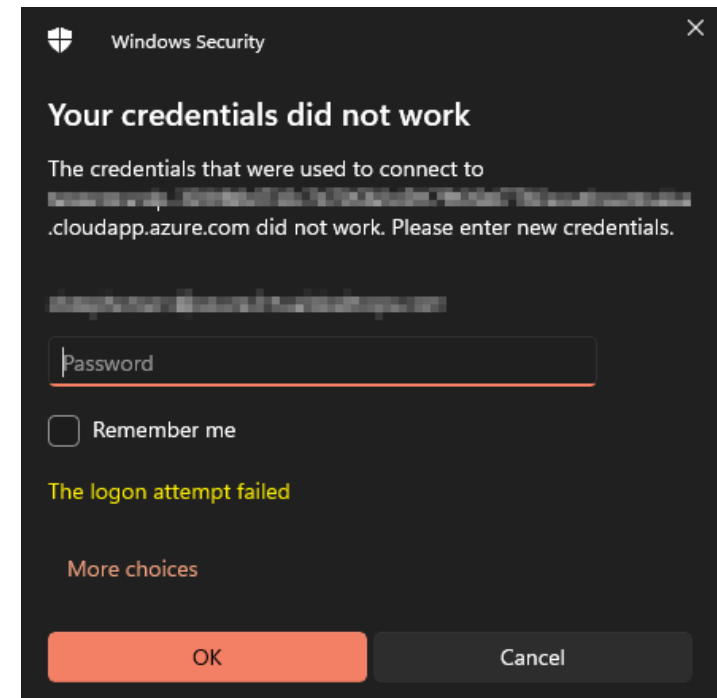 Windows Security
Your credentials did not work
The credentials that were used to connect to
.cloudapp.azure.com did not work. Please enter new credentials.
Password
Remember me
The logon attempt failed
More choices
OK
Cancel